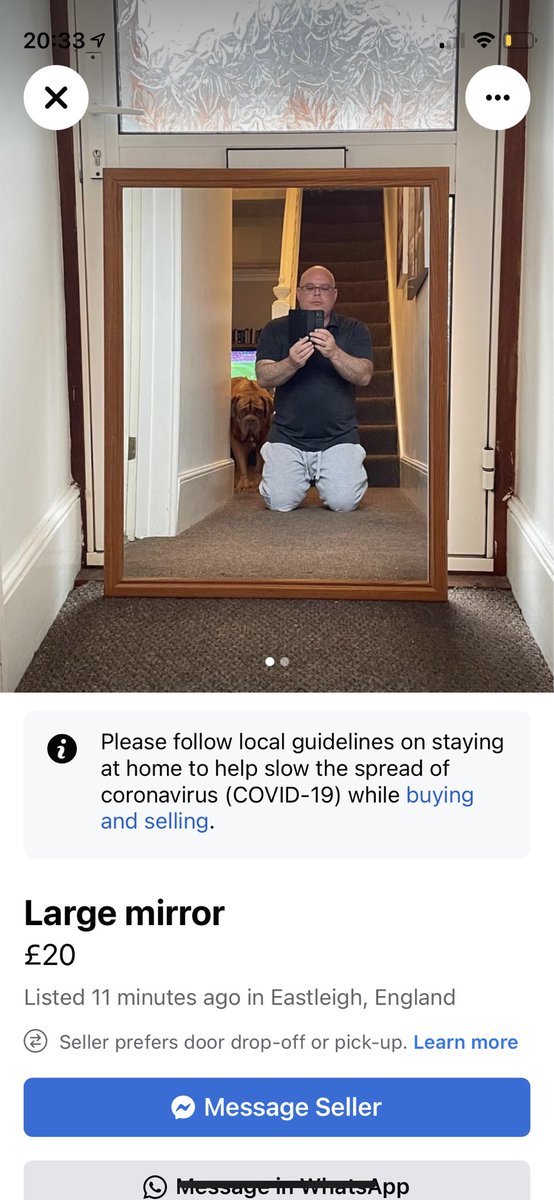 20:33
Please follow local guidelines on staying
at home to help slow the spread of
coronavirus (COVID-19) while buying
and selling.
Large mirror
£20
Listed 11 minutes ago in Eastleigh, England
Seller prefers door drop-off or pick-up. Learn more
Message Seller
Message in WhatsApp